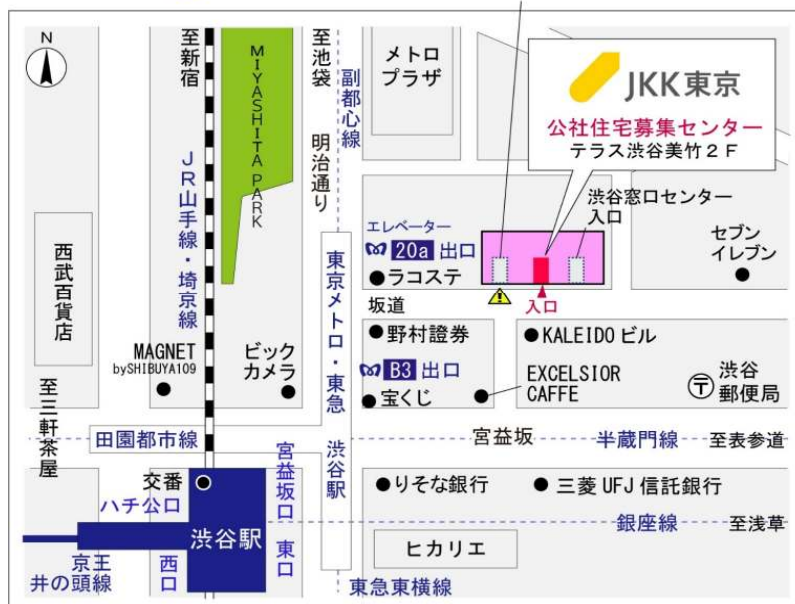 N
至新宿
MIYASHITA PARK
至池袋
副都心線
明治通り
メトロ
プラザ
JKK東京
公社住宅募集センター
テラス渋谷美竹2F
JR山手線・埼京線
西武百貨店
エレベーター
20a 出口
ラコステ
渋谷窓口センター
入口
セブン
イレブン
坂道
入口
東京メトロ・東急 渋谷駅
野村證券
KALEIDO ビル
MAGNET
bySHIBUYA109
ビック
カメラ
B3 出口
宝くじ
EXCELSIOR
CAFFE
渋谷
郵便局
至三軒茶屋
田園都市線
宮益坂
半蔵門線
至表参道
交番
ハチ公口
宮益坂口
りそな銀行
三菱 UFJ 信託銀行
渋谷駅
銀座線
至浅草
京王
井の頭線
西口
東口
ヒカリエ
東急東横線